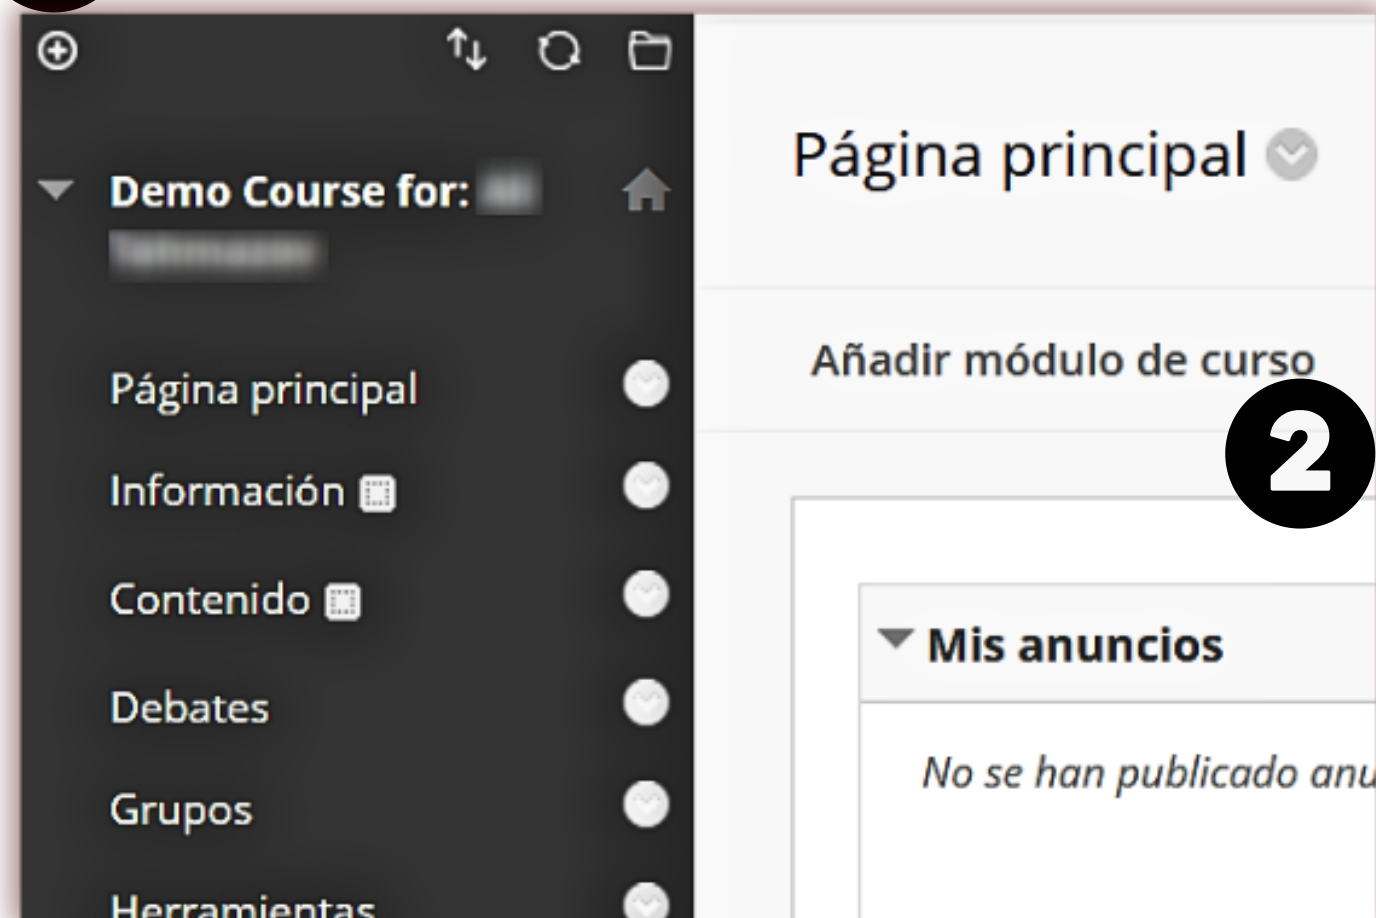 Demo Course for:
Página principal
Información
Contenido
Debates
Grupos
Herramientas
Página principal
Añadir módulo de curso
2
Mis anuncios
No se han publicado anu